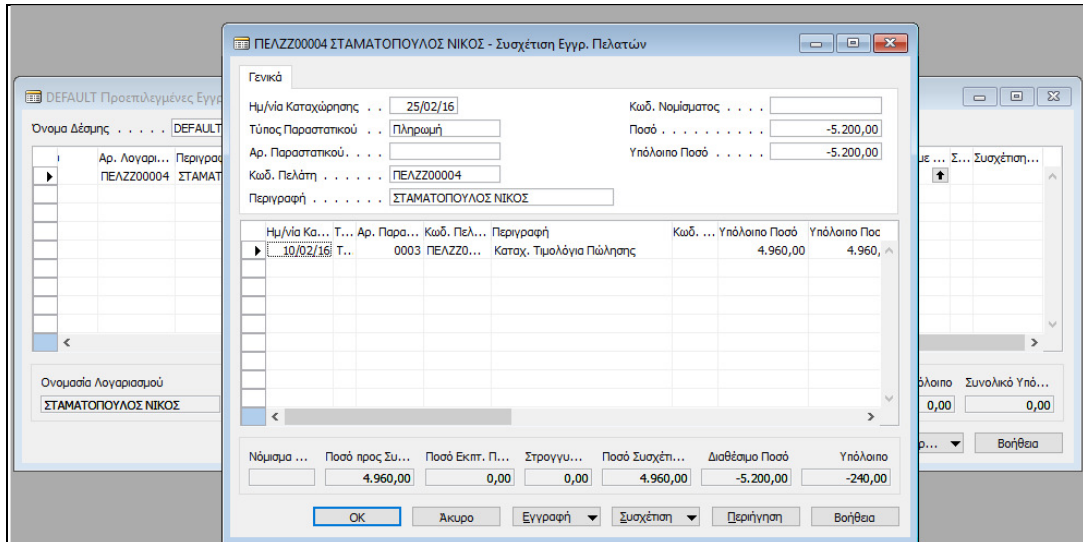 ΠΕΛΖΖ00004 ΣΤΑΜΑΤΟΠΟΥΛΟΣ ΝΙΚΟΣ - Συσχέτιση Εγγρ. Πελατών
Γενικά
Ημ/νία Καταχώρησης . . 25/02/16 Κωδ. Νομίσματος . . . .
Τύπος Παραστατικού . . Πληρωμή Ποσό . . . . . . . . . . -5.200,00
Αρ. Παραστατικού. . . . Υπόλοιπο Ποσό . . . . . -5.200,00
Κωδ. Πελάτη . . . . . . ΠΕΛΖΖ00004
Περιγραφή . . . . . . . ΣΤΑΜΑΤΟΠΟΥΛΟΣ ΝΙΚΟΣ
Ημ/νία Κα... Τ... Αρ. Παρα... Κωδ. Πελ... Περιγραφή Κωδ. ... Υπόλοιπο Ποσό Υπόλοιπο Ποσ
10/02/16 Τ... 0003 ΠΕΛΖΖ0... Καταχ. Τιμολόγια Πώλησης 4.960,00 4.960,
Νόμισμα ... Ποσό προς Συ... Ποσό Εκπτ. Π... Στρογγυ... Ποσό Συσχέτι... Διαθέσιμο Ποσό Υπόλοιπο
4.960,00 0,00 0,00 4.960,00 -5.200,00 -240,00
OK Άκυρο Εγγραφή Συσχέτιση Περιήγηση Βοήθεια
DEFAULT Προεπιλεγμένες Εγγρ
Όνομα Δέσμης . . . . . DEFAULT
Αρ. Λογαρι... Περιγραφ με ... Σ... Συσχέτιση...
ΠΕΛΖΖ00004 ΣΤΑΜΑΤ
Ονομασία Λογαριασμού όλοιπο Συνολικό Υπό...
ΣΤΑΜΑΤΟΠΟΥΛΟΣ ΝΙΚΟΣ 0,00 0,00
ρ... Βοήθεια